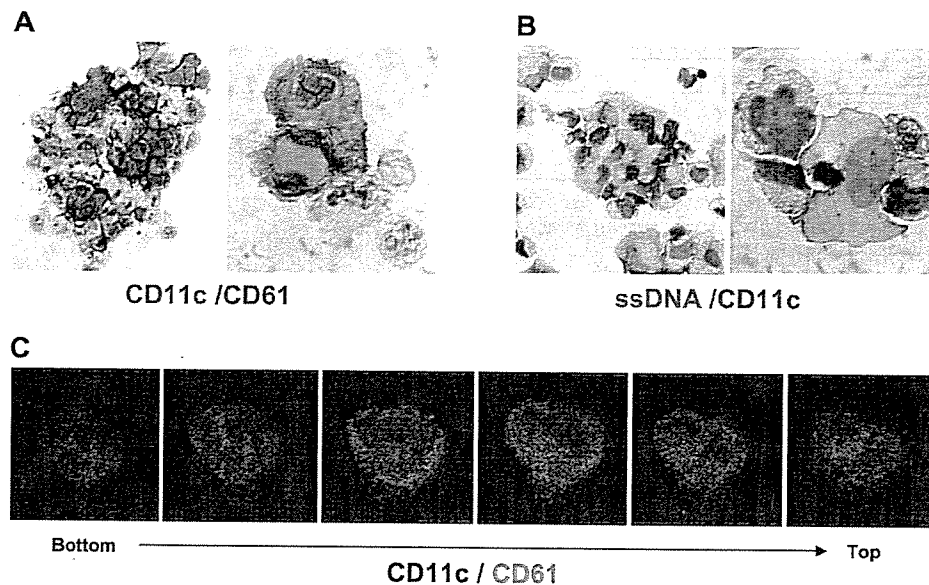 A
B
CD11c /CD61
ssDNA /CD11c
C
Bottom
Top
CD11c / CD61